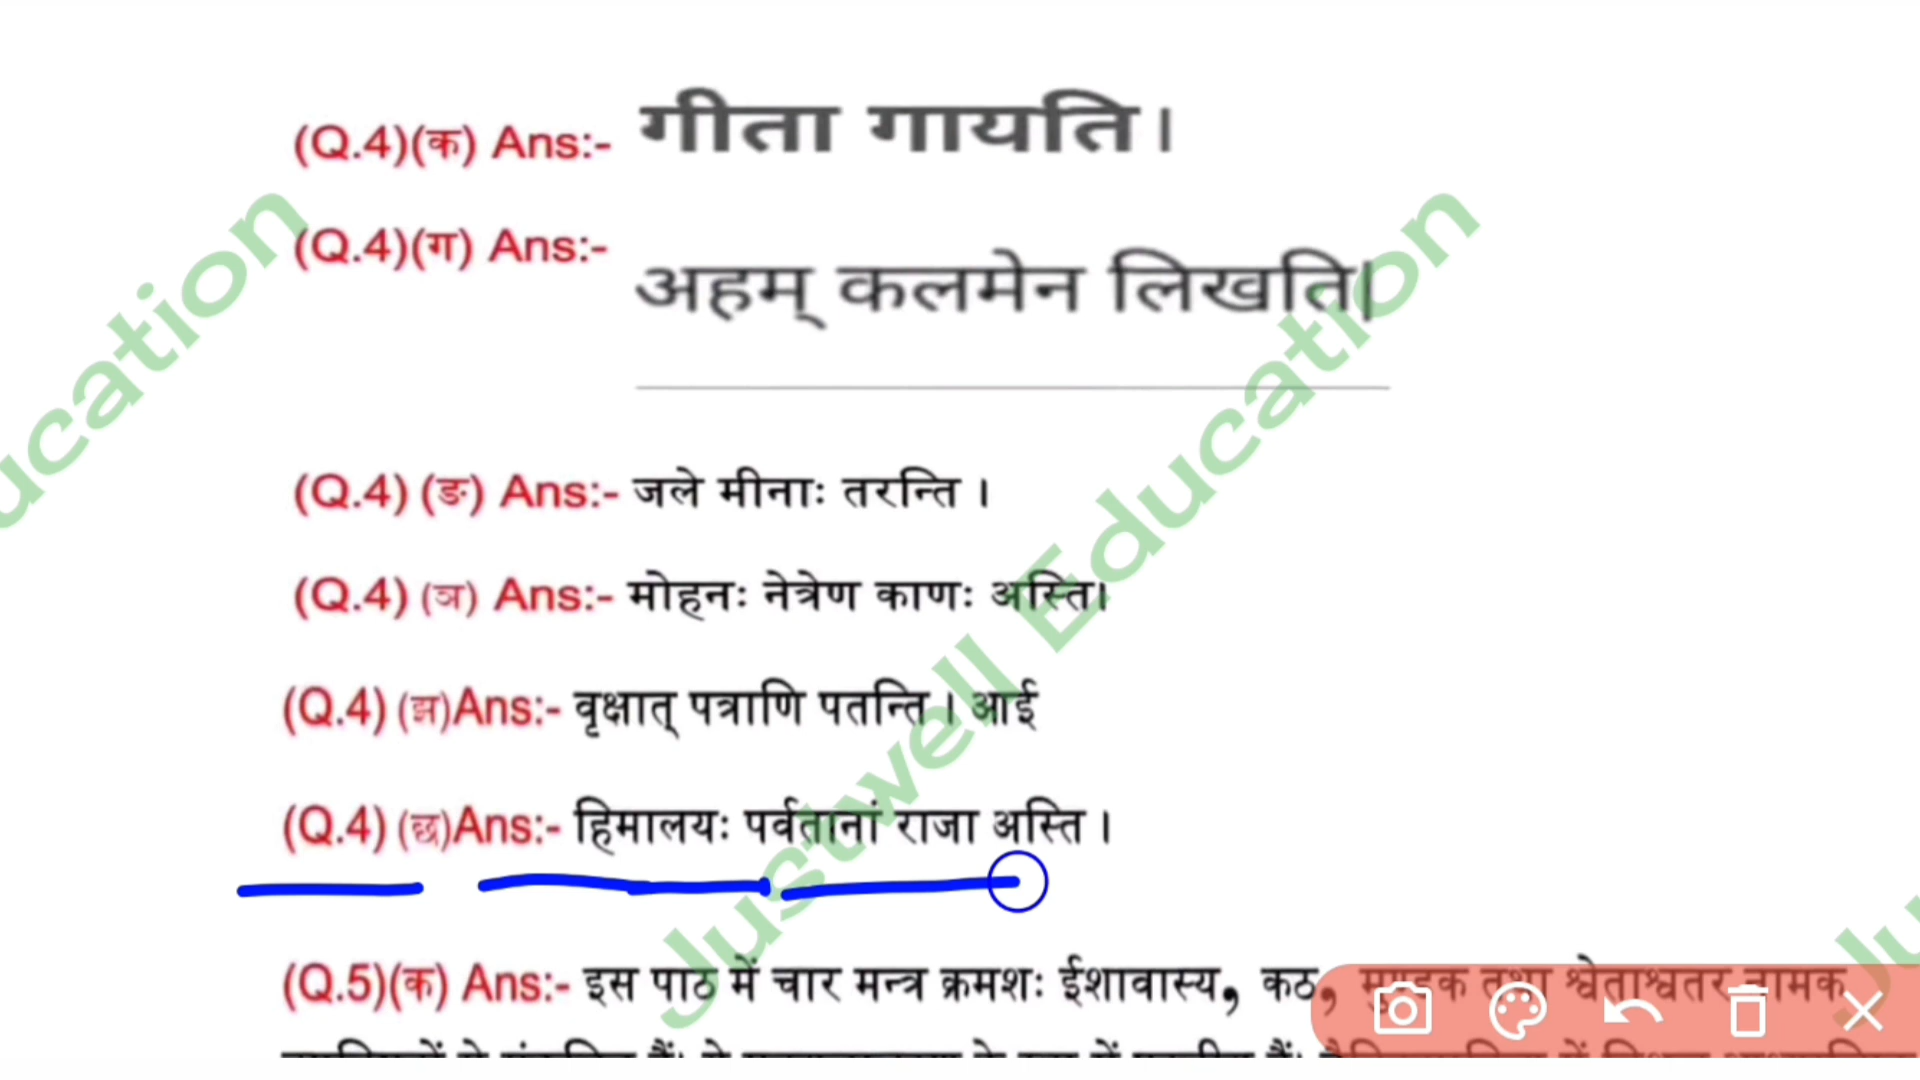 (Q.4)(क) Ans:- गीता गायति।
(Q.4)(ग) Ans:-
अहम् कलमेन लिखति|
(Q.4) (ङ) Ans:- जले मीनाः तरन्ति ।
(Q.4) (ञ) Ans:- मोहनः नेत्रेण काणः अस्ति।
(Q.4) (झ)Ans:- वृक्षात् पत्राणि पतन्ति । आई
(Q.4) (छ)Ans:- हिमालयः पर्वतानां राजा अस्ति ।
(Q.5)(क) Ans:- इस पाठ में चार मन्त्र क्रमशः ईशावास्य, कठ, मुण्डक तथा श्वेताश्वतर नामक
ucation
Justwell Education
Ju